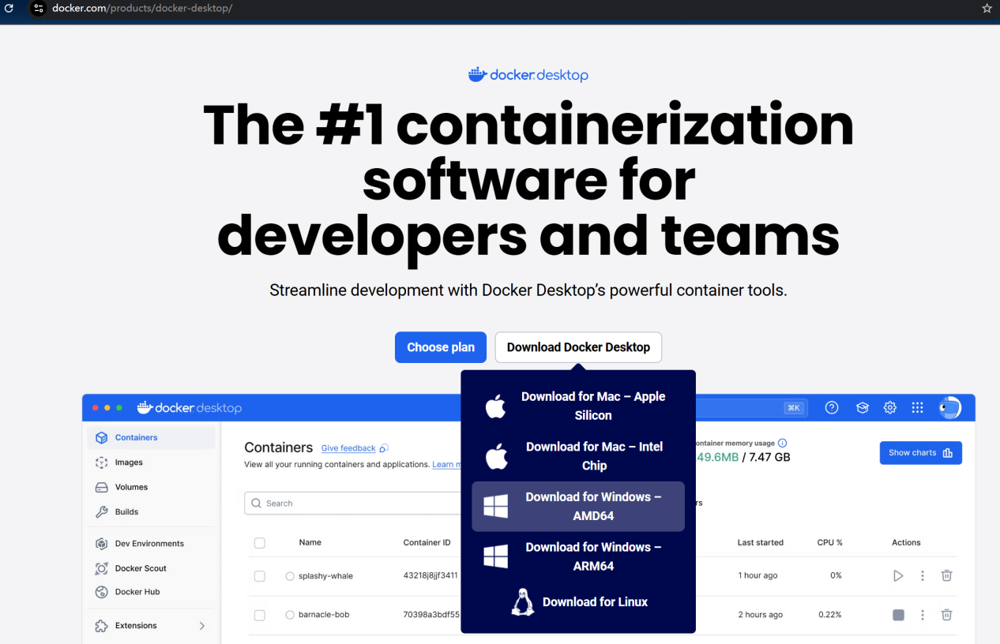 docker.com/products/docker-desktop/
docker desktop
The #1 containerization
software for
developers and teams
Streamline development with Docker Desktop’s powerful container tools.
Choose plan
Download Docker Desktop
Download for Mac – Apple
Silicon
Download for Mac – Intel
Chip
Download for Windows –
AMD64
Download for Windows –
ARM64
Download for Linux
docker desktop
⌘K
Containers
Images
Volumes
Builds
Dev Environments
Docker Scout
Docker Hub
Extensions
Containers Give feedback
View all your running containers and applications. Learn
memory usage
49.6MB / 7.47 GB
Show charts
Search
Name Container ID Last started CPU % Actions
splashy-whale 43218j8jjf3411 1 hour ago 0%
barnacle-bob 70398a3bdf55 2 hours ago 0.22%